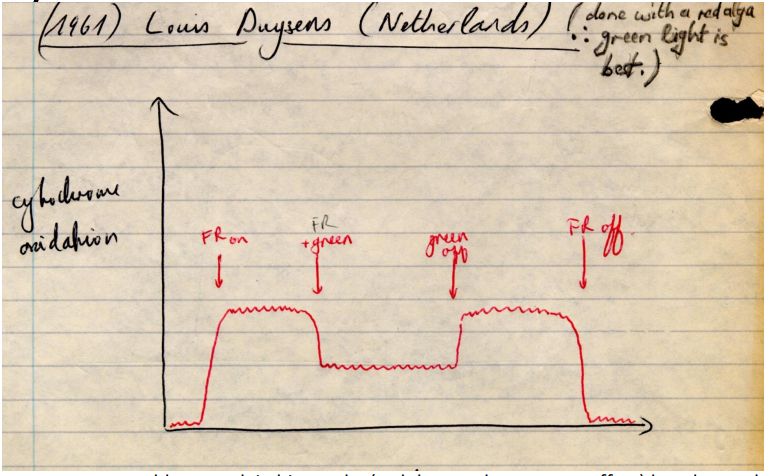 (1961) Louis Duysens (Netherlands)
(done with a red alga
∴ green light is
best.)
cytochrome
oxidation
FR on
FR
+green
green
off
FR off